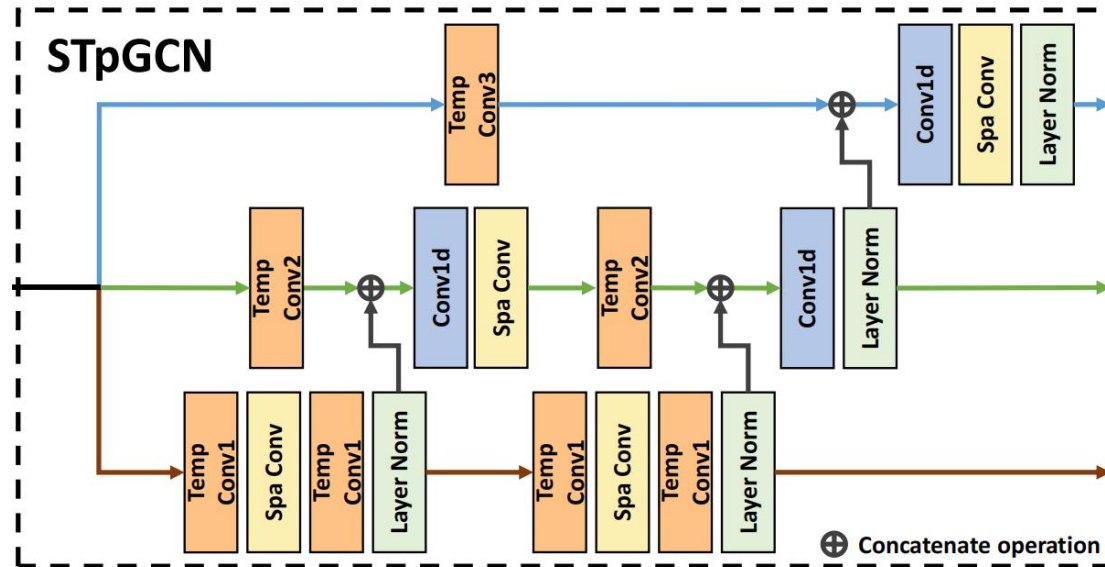 STpGCN
Temp
Conv3
Conv1d
Spa Conv
Layer Norm
Temp
Conv2
Conv1d
Spa Conv
Temp
Conv2
Conv1d
Layer Norm
Temp
Conv1
Spa Conv
Temp
Conv1
Layer Norm
Temp
Conv1
Spa Conv
Temp
Conv1
Layer Norm
Concatenate operation